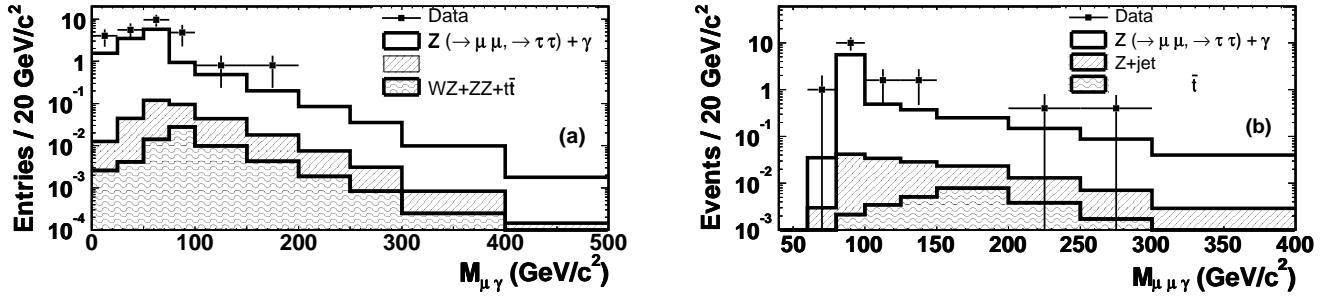 Entries / 20 GeV/c²
10
1
10⁻¹
10⁻²
10⁻³
10⁻⁴
0 100 200 300 400 500
M_μ γ (GeV/c²)
Data
Z (→ μ μ, → τ τ) + γ
WZ+ZZ+tt̄
(a)
Events / 20 GeV/c²
10
1
10⁻¹
10⁻²
10⁻³
50 100 150 200 250 300 350 400
M_μ μ γ (GeV/c²)
Data
Z (→ μ μ, → τ τ) + γ
Z+jet
t̄
(b)